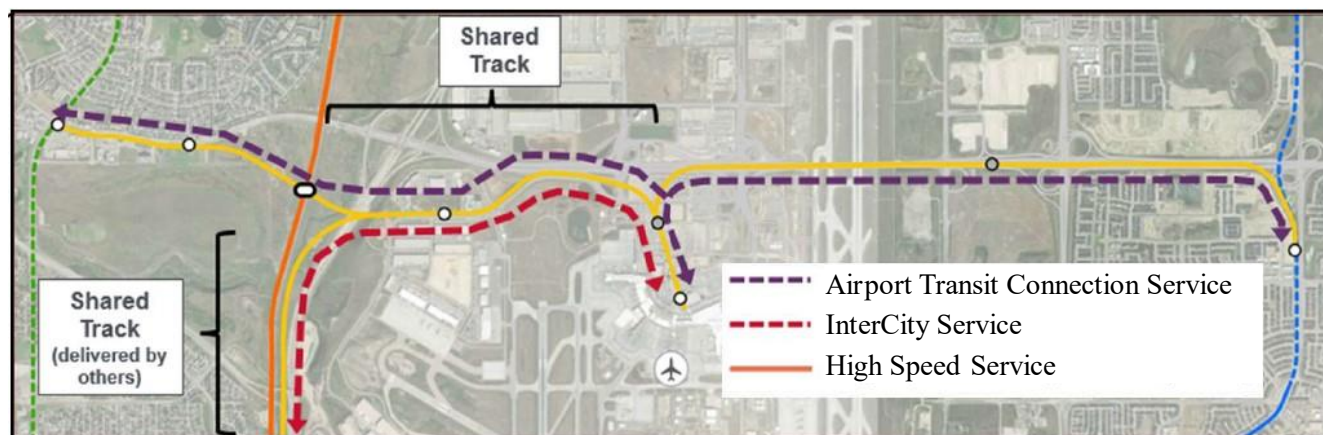 Shared
Track
Shared
Track
(delivered by
others)
Airport Transit Connection Service
InterCity Service
High Speed Service